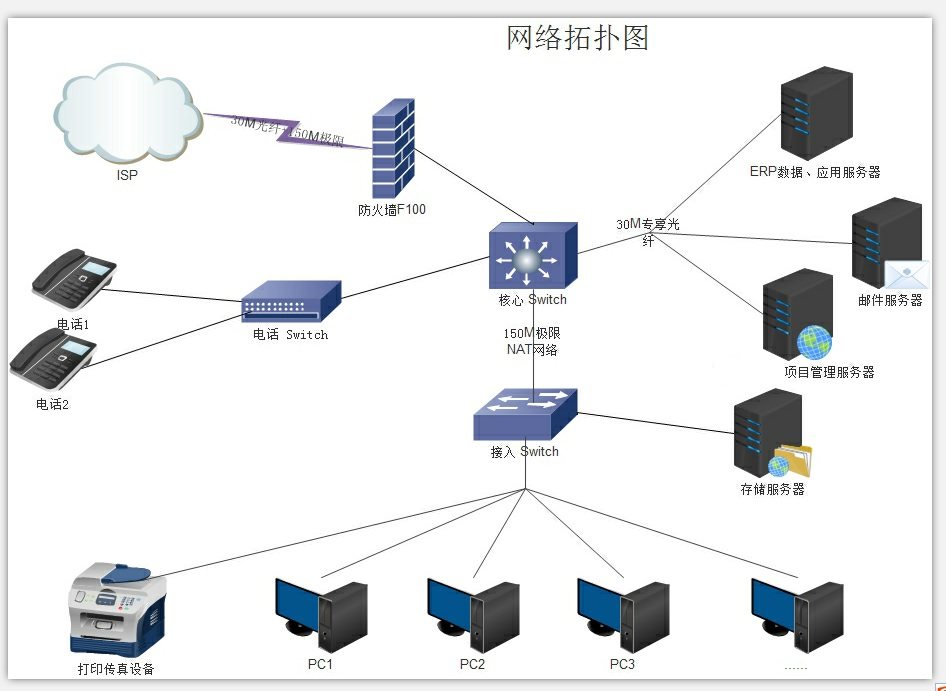 网络拓扑图
30M光纤+150M极限
ISP
防火墙F100
ERP数据、应用服务器
30M专享光
纤
邮件服务器
核心 Switch
电话1
电话 Switch
150M极限
NAT网络
项目管理服务器
电话2
接入 Switch
存储服务器
打印传真设备
PC1
PC2
PC3
......